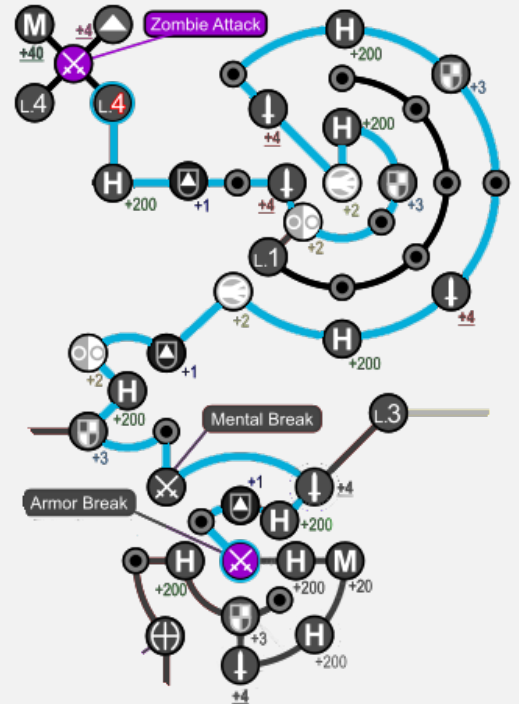 M
+4
Zombie Attack
+40
H
+200
+3
L.4
L.4
+4
H
+200
H
+200
+1
+4
+2
+3
+2
L.1
+2
+4
H
+200
+2
+1
H
+200
+3
L.3
Mental Break
+4
Armor Break
+1
H
+200
H
+200
H
+200
M
+20
+3
H
+200
+4